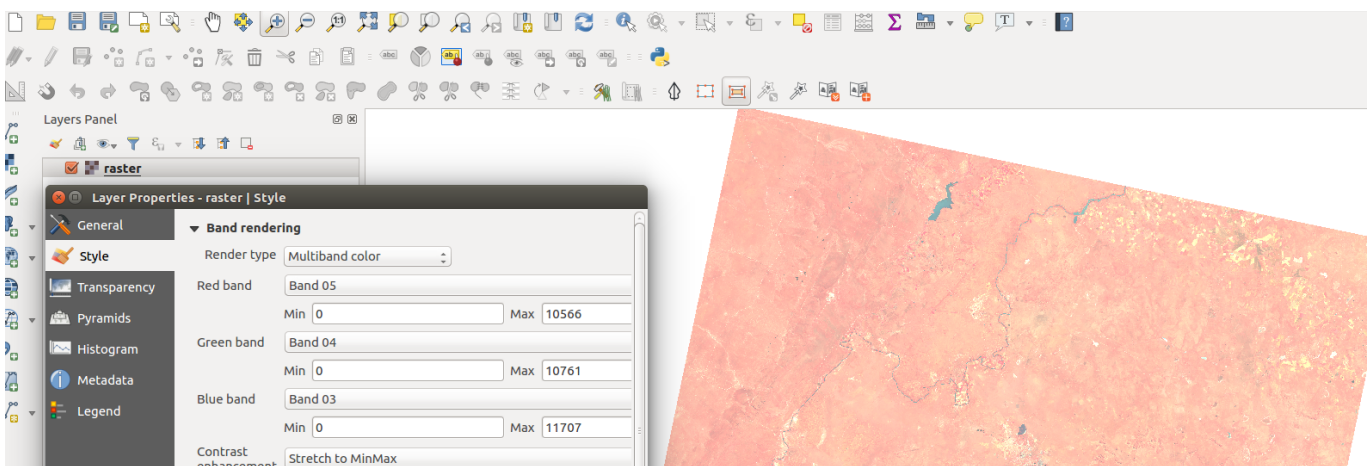 Layers Panel
raster
Layer Properties - raster | Style
General
Style
Transparency
Pyramids
Histogram
Metadata
Legend
Band rendering
Render type Multiband color
Red band Band 05
Min 0 Max 10566
Green band Band 04
Min 0 Max 10761
Blue band Band 03
Min 0 Max 11707
Contrast
enhancement Stretch to MinMax